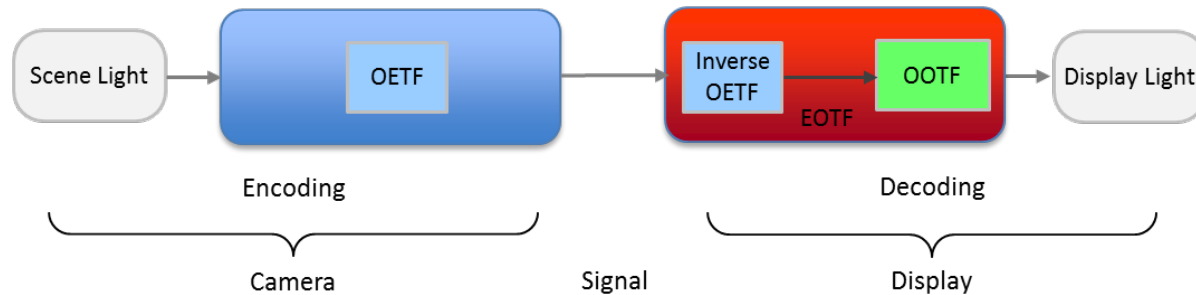 Scene Light
OETF
Inverse
OETF
OOTF
EOTF
Display Light
Encoding
Decoding
Camera
Signal
Display